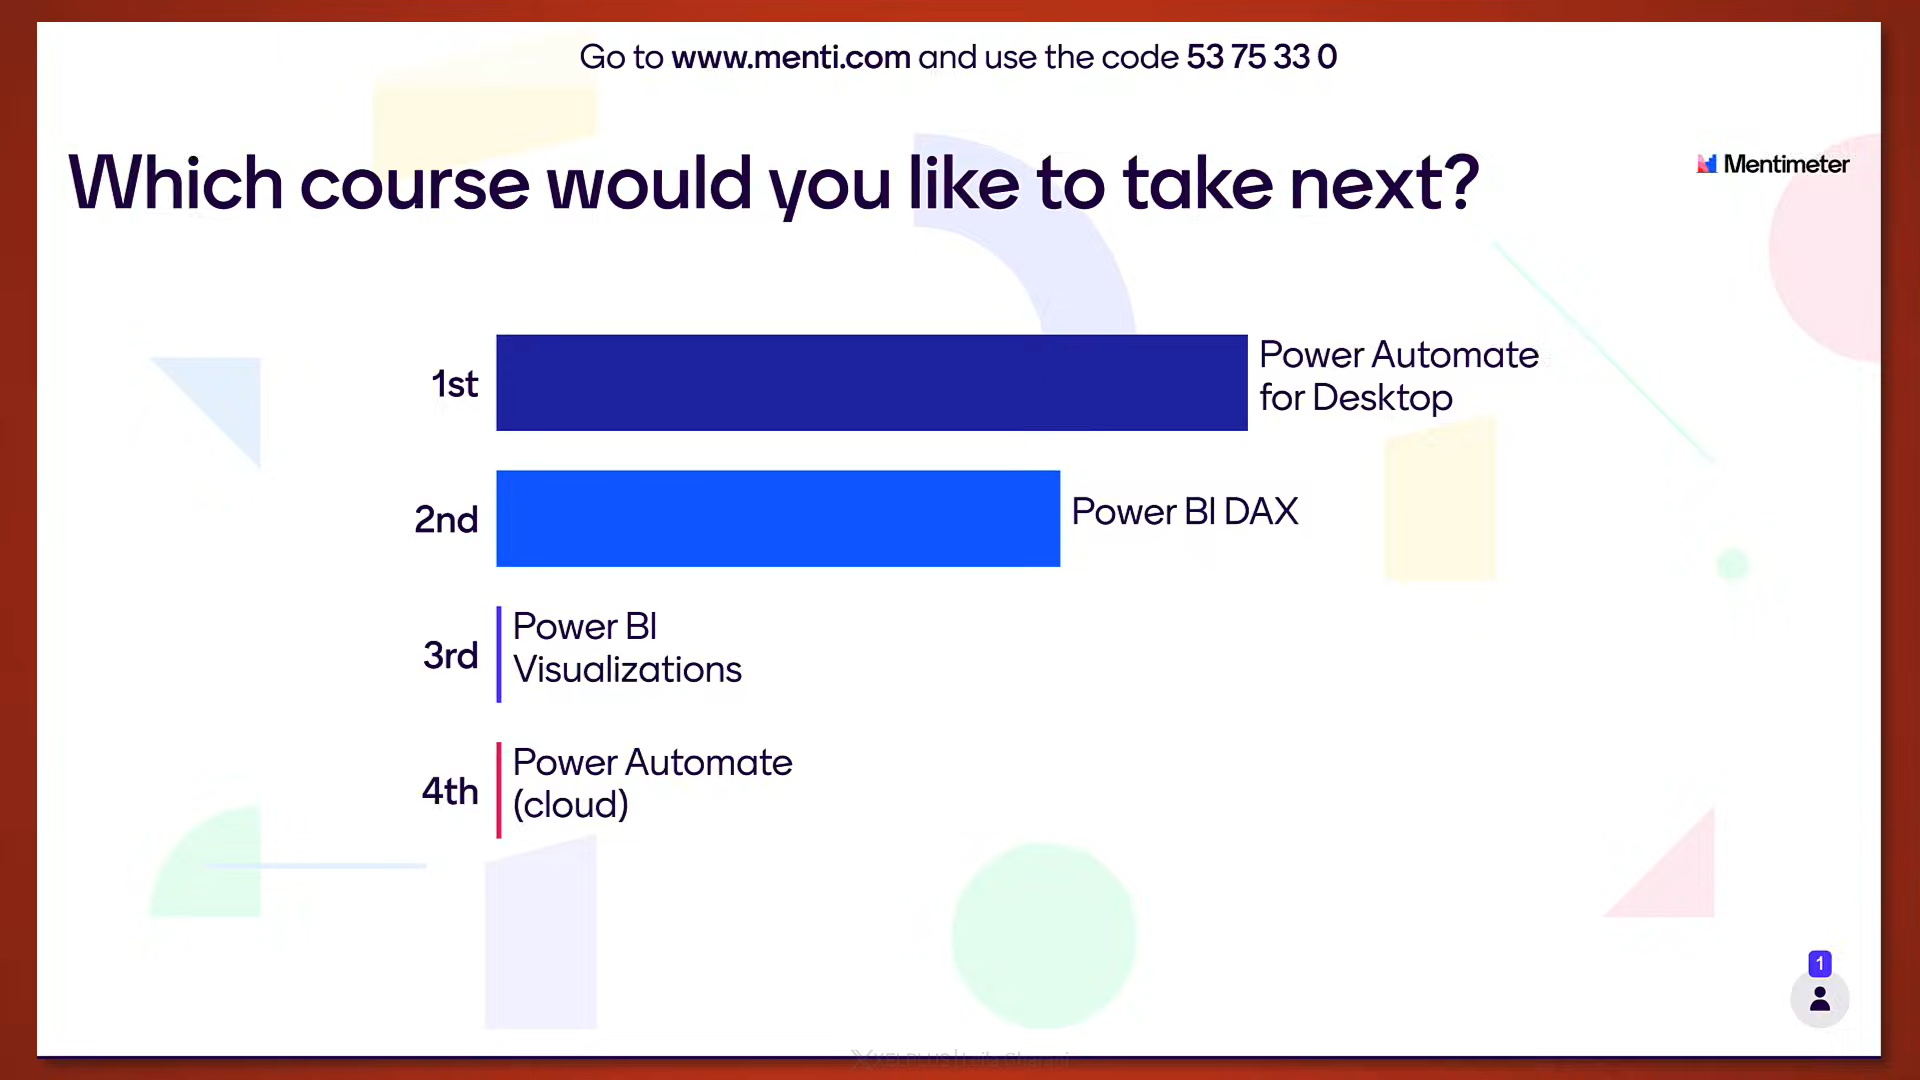 Go to www.menti.com and use the code 53 75 33 0
Which course would you like to take next?
Mentimeter
1st
Power Automate
for Desktop
2nd
Power BI DAX
3rd
Power BI
Visualizations
4th
Power Automate
(cloud)
1